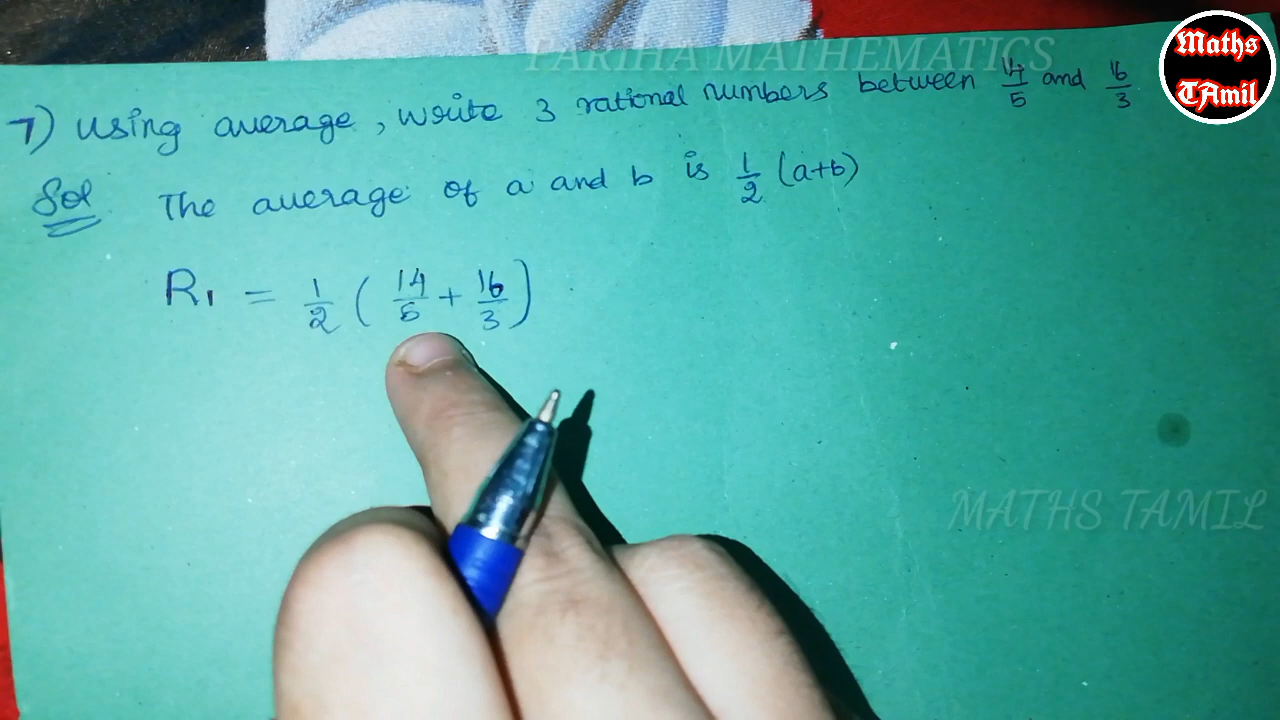 FARIHA MATHEMATICS
Maths
TAmil
7) Using average, write 3 rational numbers between 14/5 and 16/3
Sol The average of a and b is 1/2 (a+b)
R₁ = 1/2 ( 14/5 + 16/3 )
MATHS TAMIL